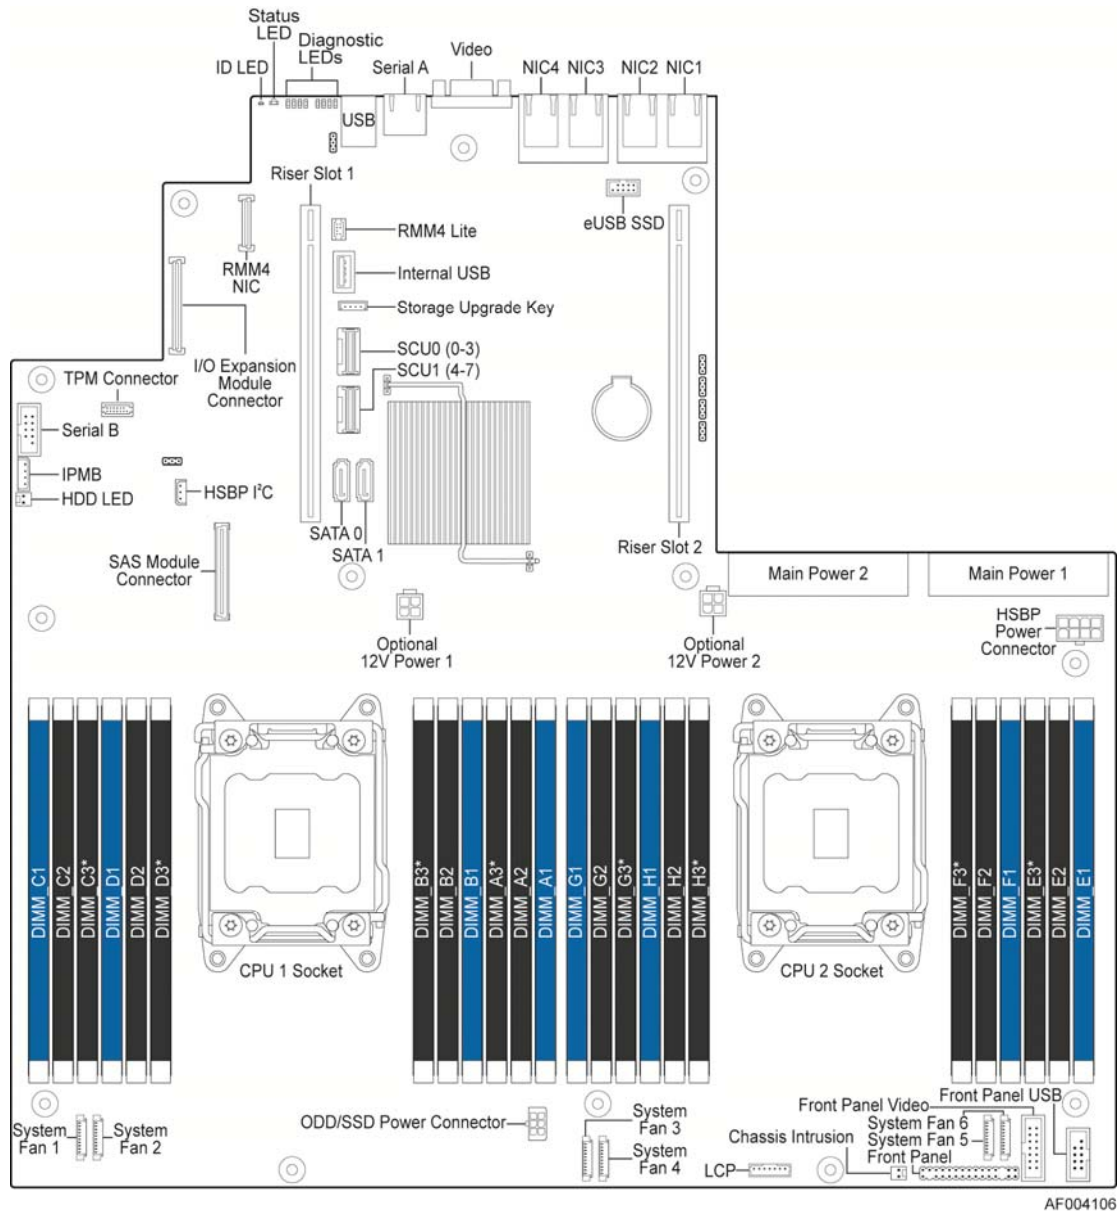 Status
LED
Diagnostic
LEDs
ID LED
Serial A
Video
NIC4
NIC3
NIC2
NIC1
USB
Riser Slot 1
eUSB SSD
RMM4 Lite
RMM4
NIC
Internal USB
Storage Upgrade Key
SCU0 (0-3)
SCU1 (4-7)
I/O Expansion
Module
Connector
TPM Connector
Serial B
IPMB
HDD LED
HSBP I²C
SATA 0
SATA 1
Riser Slot 2
SAS Module
Connector
Main Power 2
Main Power 1
HSBP
Power
Connector
Optional
12V Power 1
Optional
12V Power 2
DIMM_C1
DIMM_C2
DIMM_C3*
DIMM_D1
DIMM_D2
DIMM_D3*
CPU 1 Socket
DIMM_B3*
DIMM_B2
DIMM_B1
DIMM_A3*
DIMM_A2
DIMM_A1
DIMM_G1
DIMM_G2
DIMM_G3*
DIMM_H1
DIMM_H2
DIMM_H3*
CPU 2 Socket
DIMM_F3*
DIMM_F2
DIMM_F1
DIMM_E3*
DIMM_E2
DIMM_E1
System
Fan 1
System
Fan 2
ODD/SSD Power Connector
System
Fan 3
System
Fan 4
LCP
Chassis Intrusion
Front Panel Video
Front Panel USB
System Fan 6
System Fan 5
Front Panel
AF004106